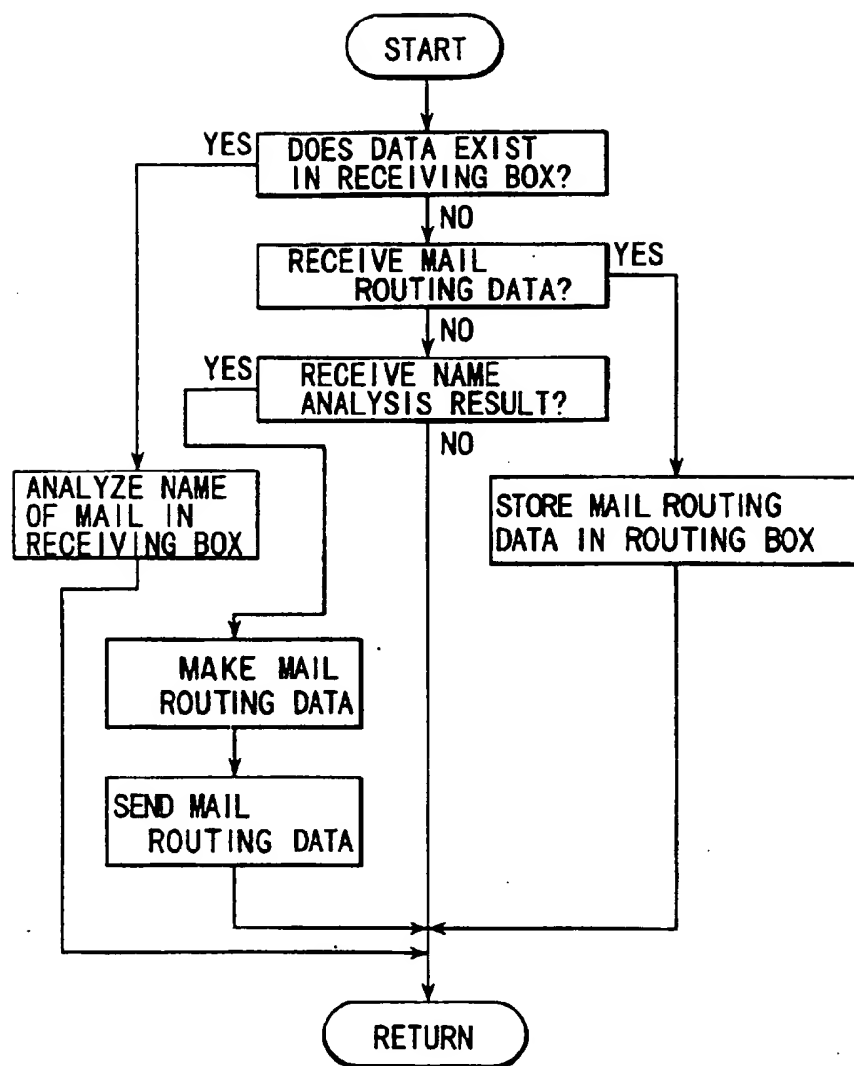 START
YES
DOES DATA EXIST
IN RECEIVING BOX?
NO
RECEIVE MAIL
ROUTING DATA?
YES
NO
YES
RECEIVE NAME
ANALYSIS RESULT?
NO
ANALYZE NAME
OF MAIL IN
RECEIVING BOX
STORE MAIL ROUTING
DATA IN ROUTING BOX
MAKE MAIL
ROUTING DATA
SEND MAIL
ROUTING DATA
RETURN